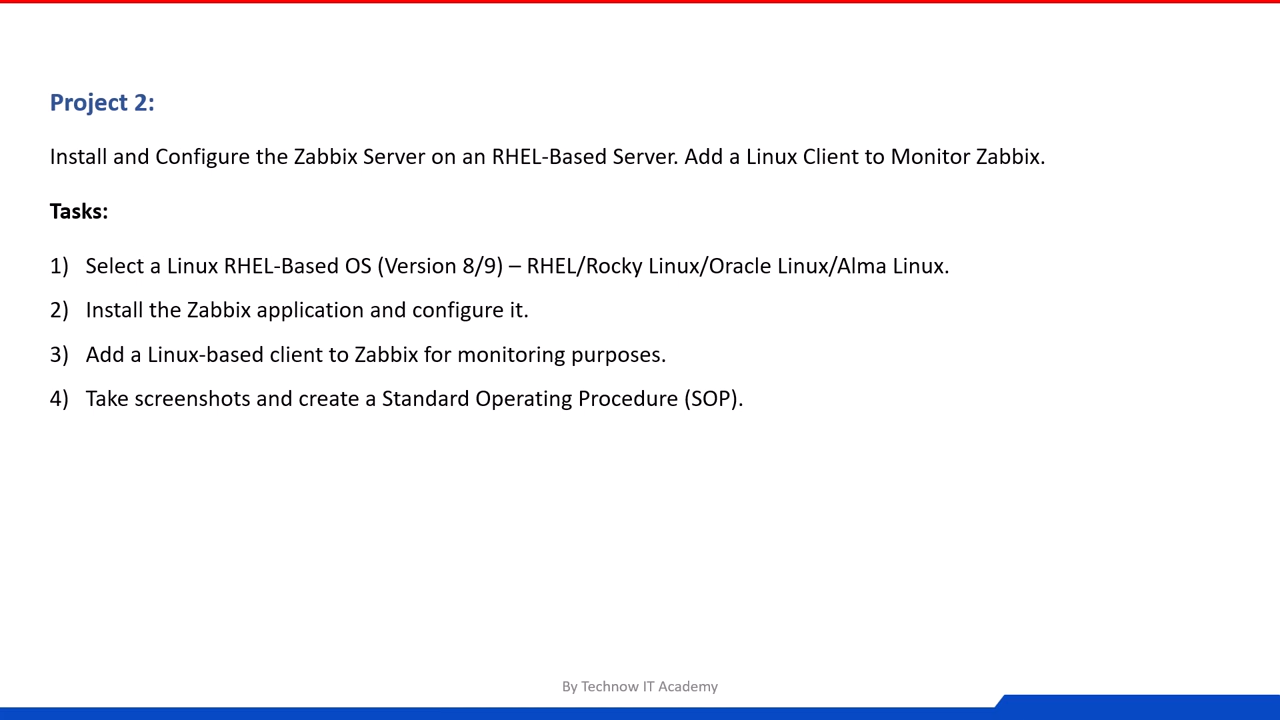 Project 2:
Install and Configure the Zabbix Server on an RHEL-Based Server. Add a Linux Client to Monitor Zabbix.
Tasks:
1) Select a Linux RHEL-Based OS (Version 8/9) – RHEL/Rocky Linux/Oracle Linux/Alma Linux.
2) Install the Zabbix application and configure it.
3) Add a Linux-based client to Zabbix for monitoring purposes.
4) Take screenshots and create a Standard Operating Procedure (SOP).
By Technow IT Academy